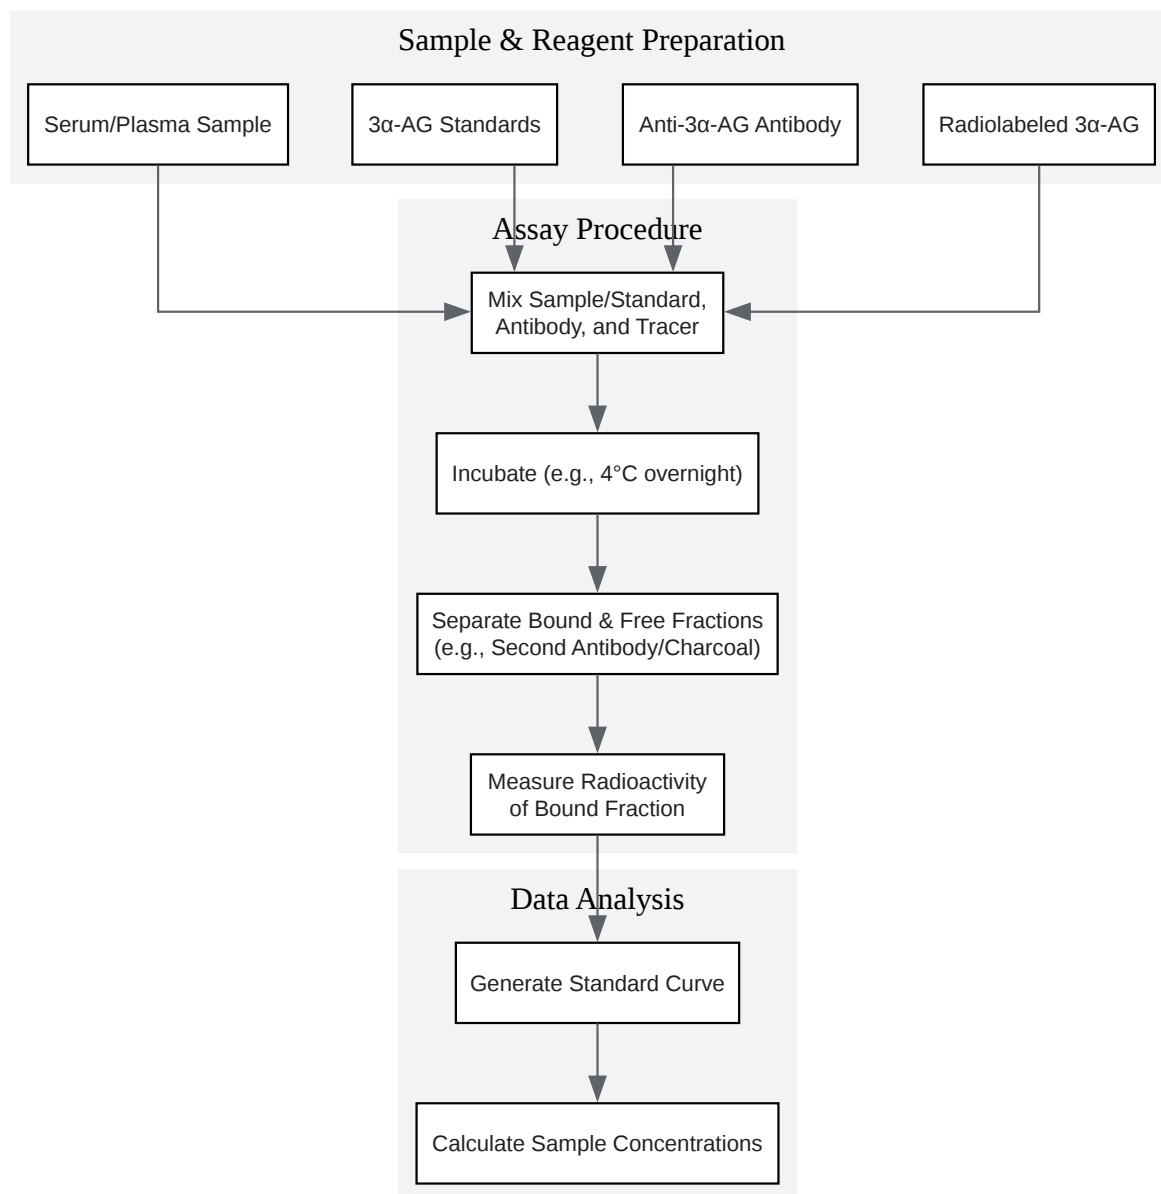 Sample & Reagent Preparation
Serum/Plasma Sample
3α-AG Standards
Anti-3α-AG Antibody
Radiolabeled 3α-AG
Assay Procedure
Mix Sample/Standard,
Antibody, and Tracer
Incubate (e.g., 4°C overnight)
Separate Bound & Free Fractions
(e.g., Second Antibody/Charcoal)
Measure Radioactivity
of Bound Fraction
Data Analysis
Generate Standard Curve
Calculate Sample Concentrations